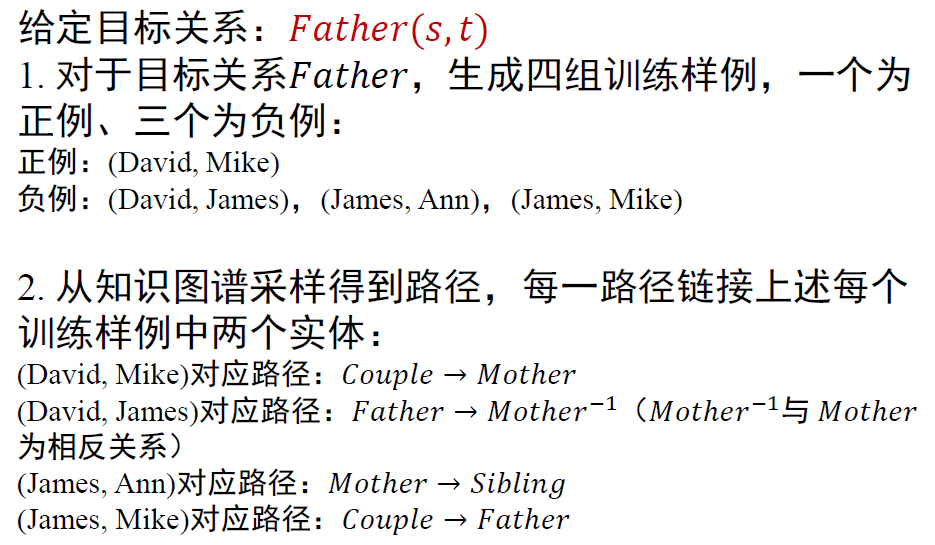 给定目标关系：Father(s,t)
1. 对于目标关系Father，生成四组训练样例，一个为
正例、三个为负例：
正例：(David, Mike)
负例：(David, James)，(James, Ann)，(James, Mike)
2. 从知识图谱采样得到路径，每一路径链接上述每个
训练样例中两个实体：
(David, Mike)对应路径：Couple → Mother
(David, James)对应路径：Father → Mother⁻¹（Mother⁻¹与 Mother
为相反关系）
(James, Ann)对应路径：Mother → Sibling
(James, Mike)对应路径：Couple → Father